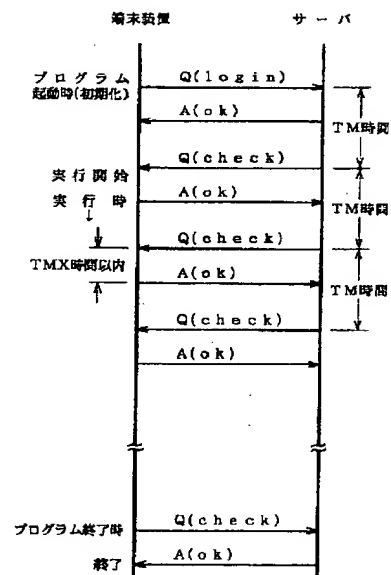 端末装置 サーバ
プログラム
起動時(初期化)
Q(login)
A(ok)
TM時間
Q(check)
実行開始
A(ok)
実行時
↓
TM時間
Q(check)
TMX時間以内
A(ok)
TM時間
Q(check)
A(ok)
プログラム終了時
Q(check)
終了
A(ok)